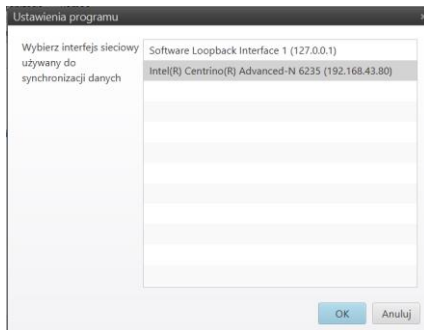 Ustawienia programu
Wybierz interfejs sieciowy
używany do
synchronizacji danych
Software Loopback Interface 1 (127.0.0.1)
Intel(R) Centrino(R) Advanced-N 6235 (192.168.43.80)
OK
Anuluj